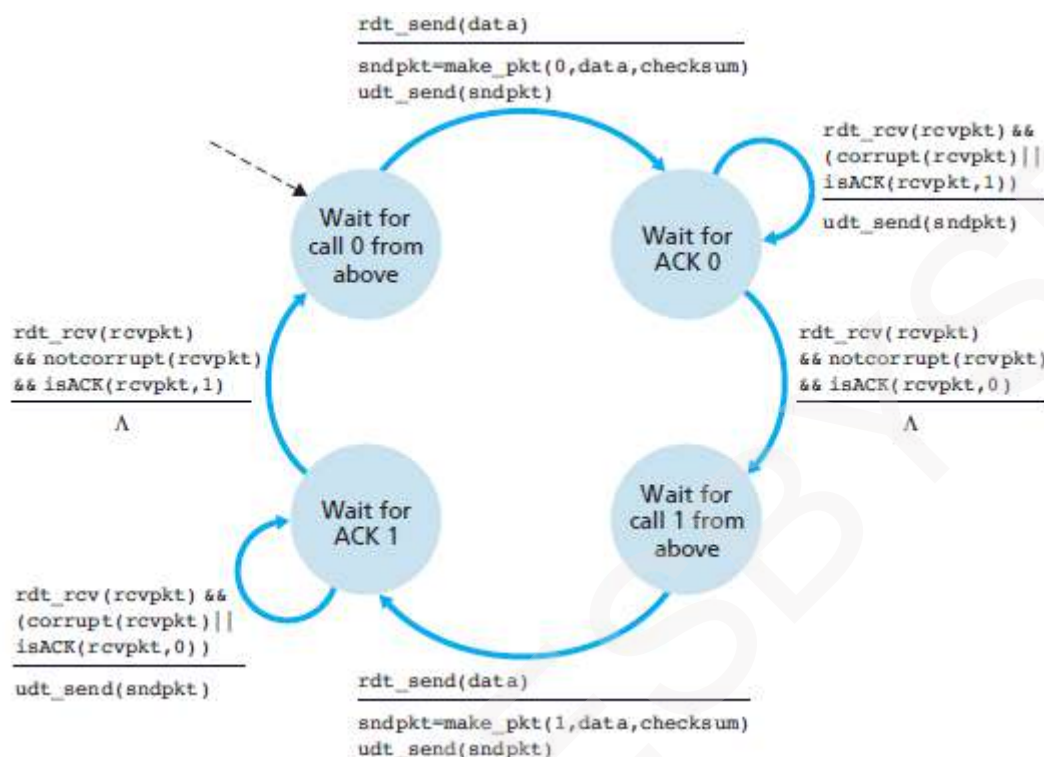 rdt_send(data)
sndpkt=make_pkt(0,data,checksum)
udt_send(sndpkt)
rdt_rcv(rcvpkt) &&
(corrupt(rcvpkt)||
isACK(rcvpkt,1))
udt_send(sndpkt)
Wait for
call 0 from
above
Wait for
ACK 0
rdt_rcv(rcvpkt)
&& notcorrupt(rcvpkt)
&& isACK(rcvpkt,1)
Λ
rdt_rcv(rcvpkt)
&& notcorrupt(rcvpkt)
&& isACK(rcvpkt,0)
Λ
Wait for
ACK 1
Wait for
call 1 from
above
rdt_rcv(rcvpkt) &&
(corrupt(rcvpkt)||
isACK(rcvpkt,0))
udt_send(sndpkt)
rdt_send(data)
sndpkt=make_pkt(1,data,checksum)
udt_send(sndpkt)